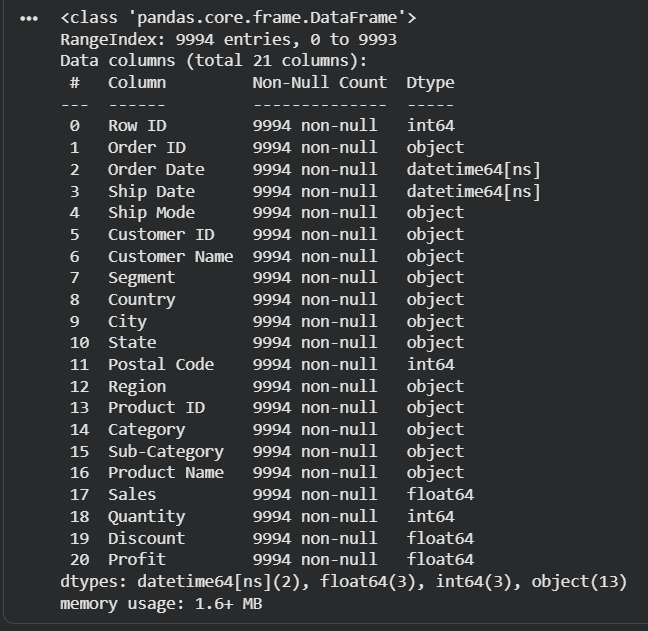 <class 'pandas.core.frame.DataFrame'>
RangeIndex: 9994 entries, 0 to 9993
Data columns (total 21 columns):
 #   Column         Non-Null Count  Dtype
---  ------         --------------  -----
 0   Row ID         9994 non-null   int64
 1   Order ID       9994 non-null   object
 2   Order Date     9994 non-null   datetime64[ns]
 3   Ship Date      9994 non-null   datetime64[ns]
 4   Ship Mode      9994 non-null   object
 5   Customer ID    9994 non-null   object
 6   Customer Name  9994 non-null   object
 7   Segment        9994 non-null   object
 8   Country        9994 non-null   object
 9   City           9994 non-null   object
 10  State          9994 non-null   object
 11  Postal Code    9994 non-null   int64
 12  Region         9994 non-null   object
 13  Product ID     9994 non-null   object
 14  Category       9994 non-null   object
 15  Sub-Category   9994 non-null   object
 16  Product Name   9994 non-null   object
 17  Sales          9994 non-null   float64
 18  Quantity       9994 non-null   int64
 19  Discount       9994 non-null   float64
 20  Profit         9994 non-null   float64
dtypes: datetime64[ns](2), float64(3), int64(3), object(13)
memory usage: 1.6+ MB